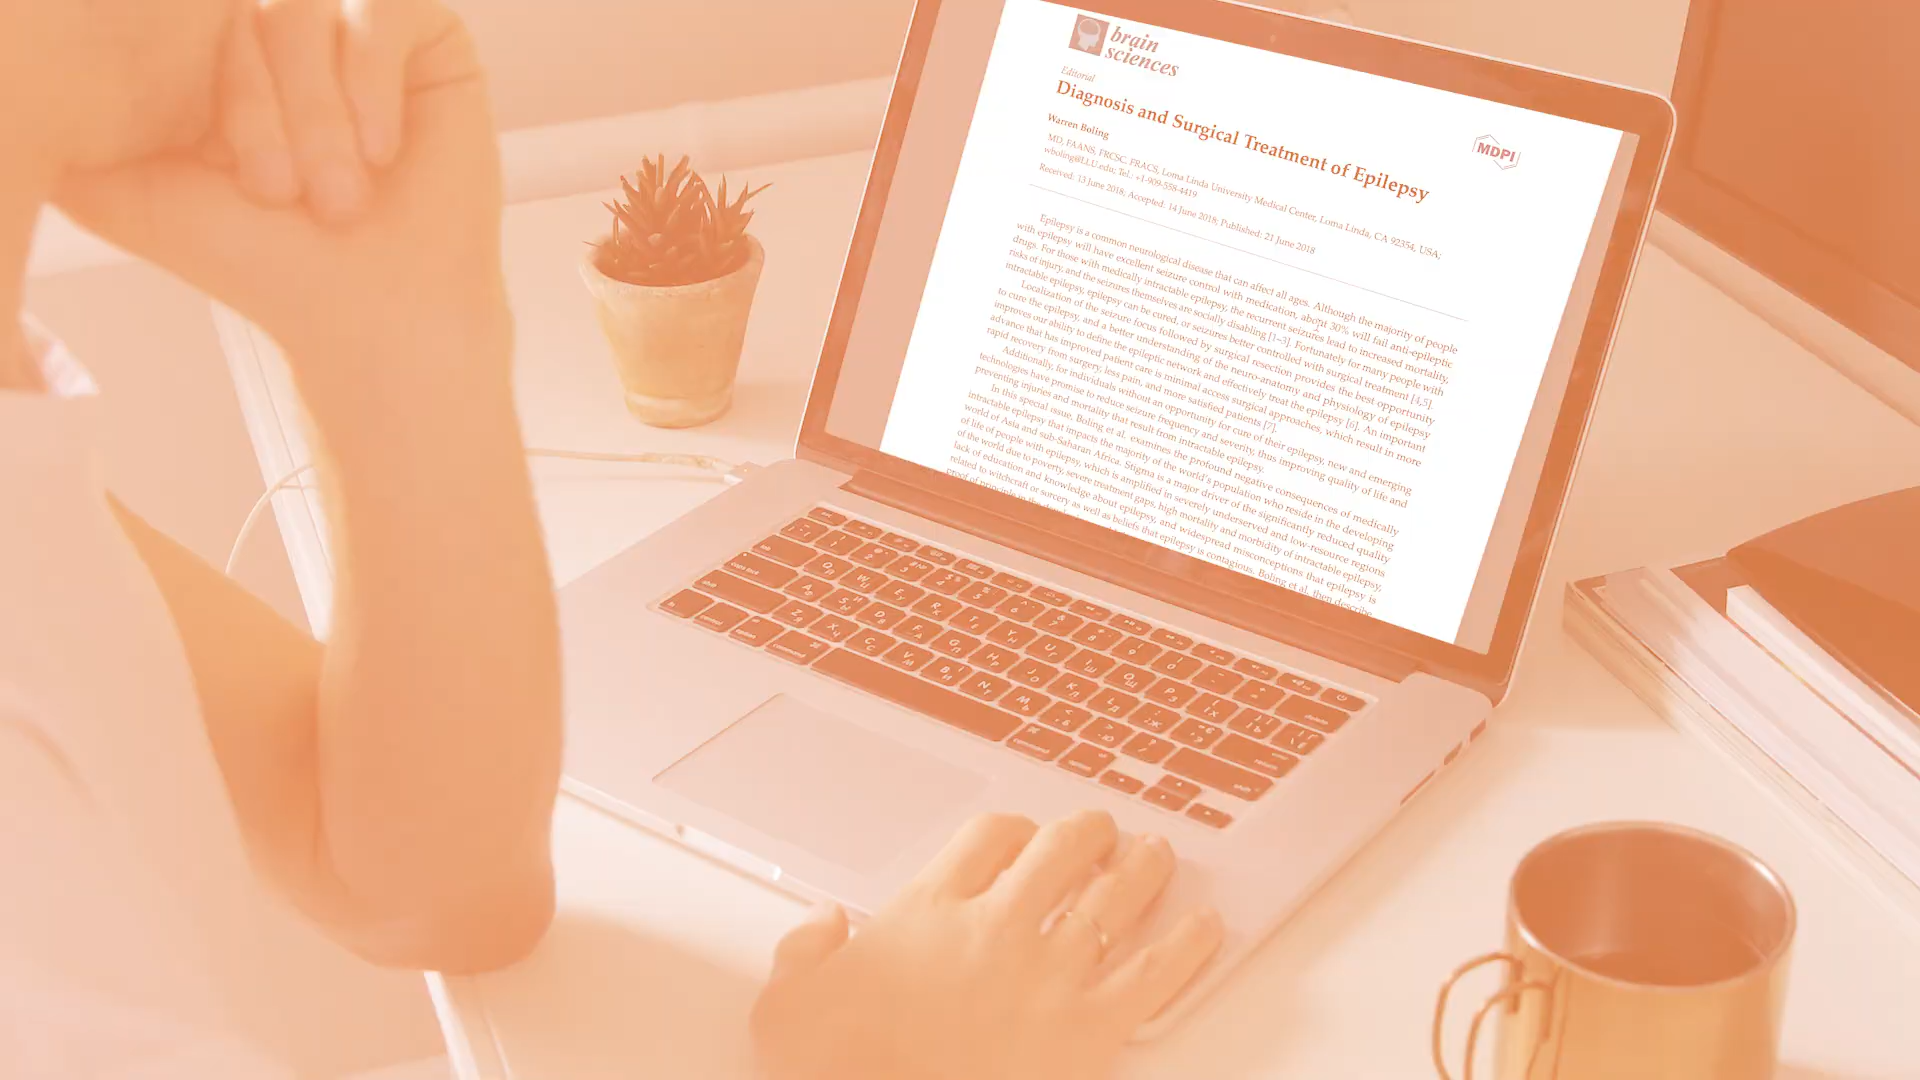 brain
sciences
Editorial
Diagnosis and Surgical Treatment of Epilepsy
MDPI
Warren Boling
MD, FAANS, FRCSC, FRACS, Loma Linda University Medical Center, Loma Linda, CA 92354, USA;
wboling@LLU.edu; Tel.: +1-909-558-4419
Received: 13 June 2018; Accepted: 14 June 2018; Published: 21 June 2018
Epilepsy is a common neurological disease that can affect all ages. Although the majority of people
with epilepsy will have excellent seizure control with medication, about 30% will fail anti-epileptic
drugs. For those with medically intractable epilepsy, the recurrent seizures lead to increased mortality,
risks of injury, and the seizures themselves are socially disabling [1–3]. Fortunately for many people with
intractable epilepsy, epilepsy can be cured, or seizures better controlled with surgical treatment [4,5].
Localization of the seizure focus followed by surgical resection provides the best opportunity
to cure the epilepsy, and a better understanding of the neuro-anatomy and physiology of epilepsy
improves our ability to define the epileptic network and effectively treat the epilepsy [6]. An important
advance that has improved patient care is minimal access surgical approaches, which result in more
rapid recovery from surgery, less pain, and more satisfied patients [7].
Additionally, for individuals without an opportunity for cure of their epilepsy, new and emerging
technologies have promise to reduce seizure frequency and severity, thus improving quality of life and
preventing injuries and mortality that result from intractable epilepsy.
In this special issue, Boling et al. examines the profound negative consequences of medically
intractable epilepsy that impacts the majority of the world's population who reside in the developing
world of Asia and sub-Saharan Africa. Stigma is a major driver of the significantly reduced quality
of life of people with epilepsy, which is amplified in severely underserved and low-resource regions
of the world due to poverty, severe treatment gaps, high mortality and morbidity of intractable epilepsy,
lack of education and knowledge about epilepsy, and widespread misconceptions that epilepsy is
related to witchcraft or sorcery as well as beliefs that epilepsy is contagious. Boling et al. then describe
proof of principle in the
tab
caps lock
shift
control
option
command
command
option
delete
return
shift